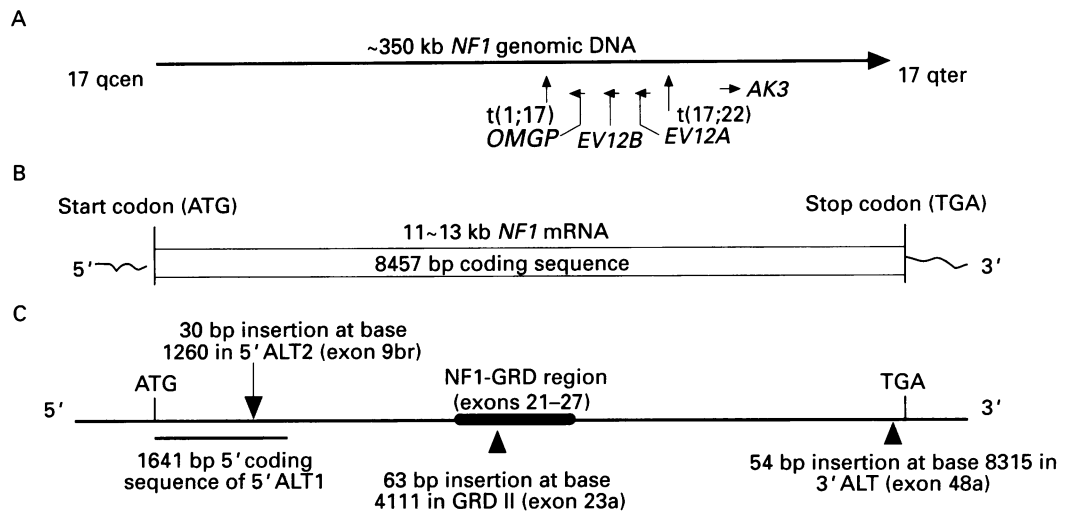 A
~350 kb NF1 genomic DNA
17 qcen
17 qter
AK3
t(1;17)
t(17;22)
OMGP
EV12B
EV12A
B
Start codon (ATG)
Stop codon (TGA)
11~13 kb NF1 mRNA
5′
8457 bp coding sequence
3′
C
30 bp insertion at base
1260 in 5′ ALT2 (exon 9br)
ATG
NF1-GRD region
(exons 21–27)
TGA
5′
3′
1641 bp 5′ coding
sequence of 5′ ALT1
63 bp insertion at base
4111 in GRD II (exon 23a)
54 bp insertion at base 8315 in
3′ ALT (exon 48a)